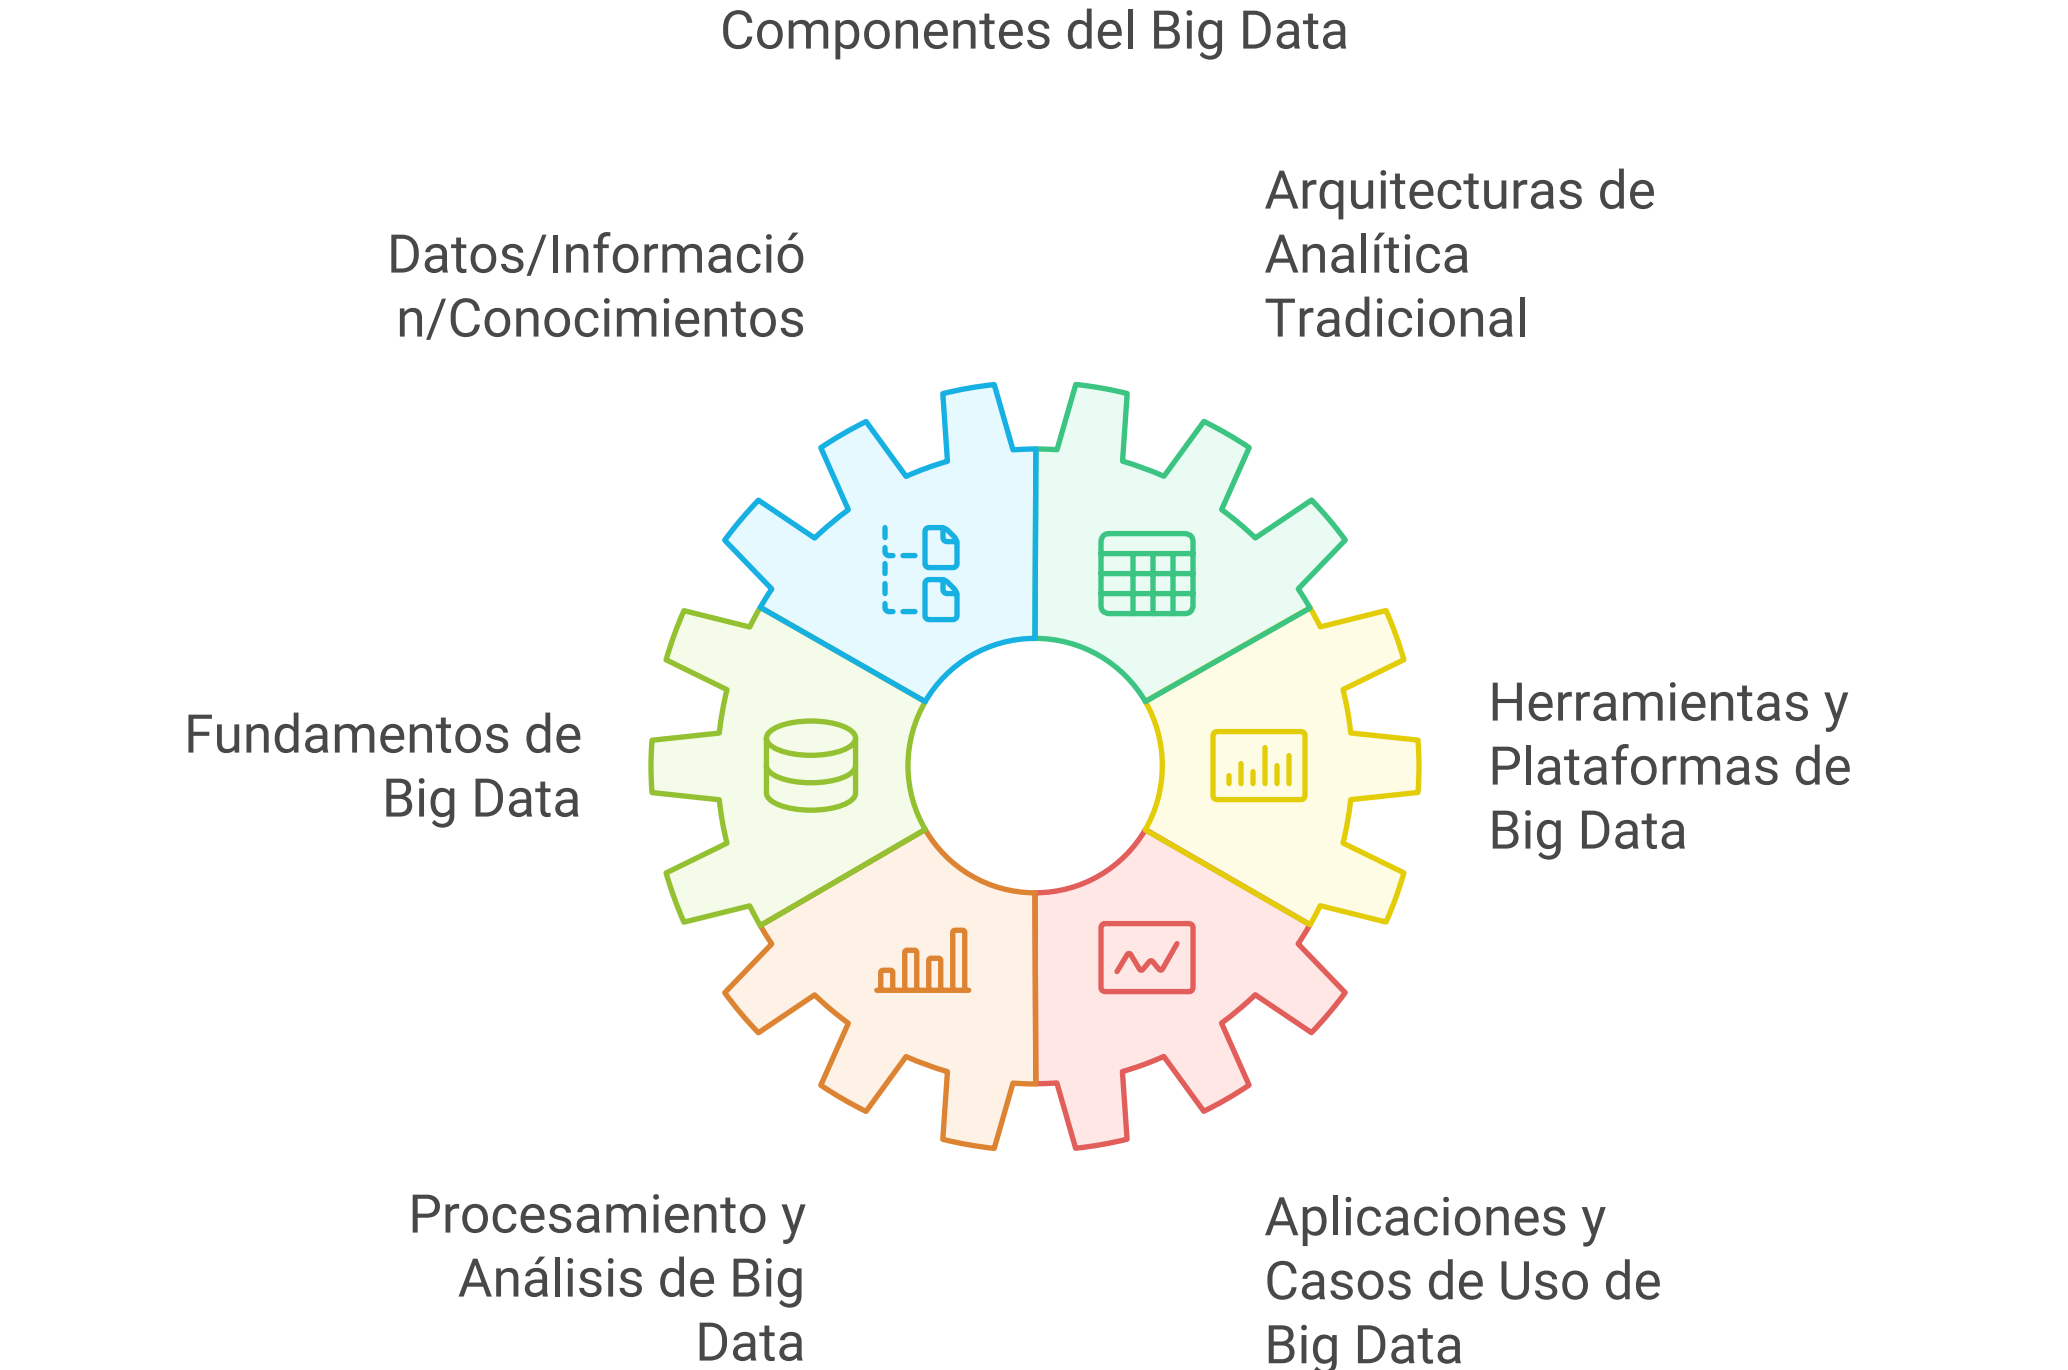 Componentes del Big Data
Datos/Informació
n/Conocimientos
Arquitecturas de
Analítica
Tradicional
Fundamentos de
Big Data
Herramientas y
Plataformas de
Big Data
Procesamiento y
Análisis de Big
Data
Aplicaciones y
Casos de Uso de
Big Data